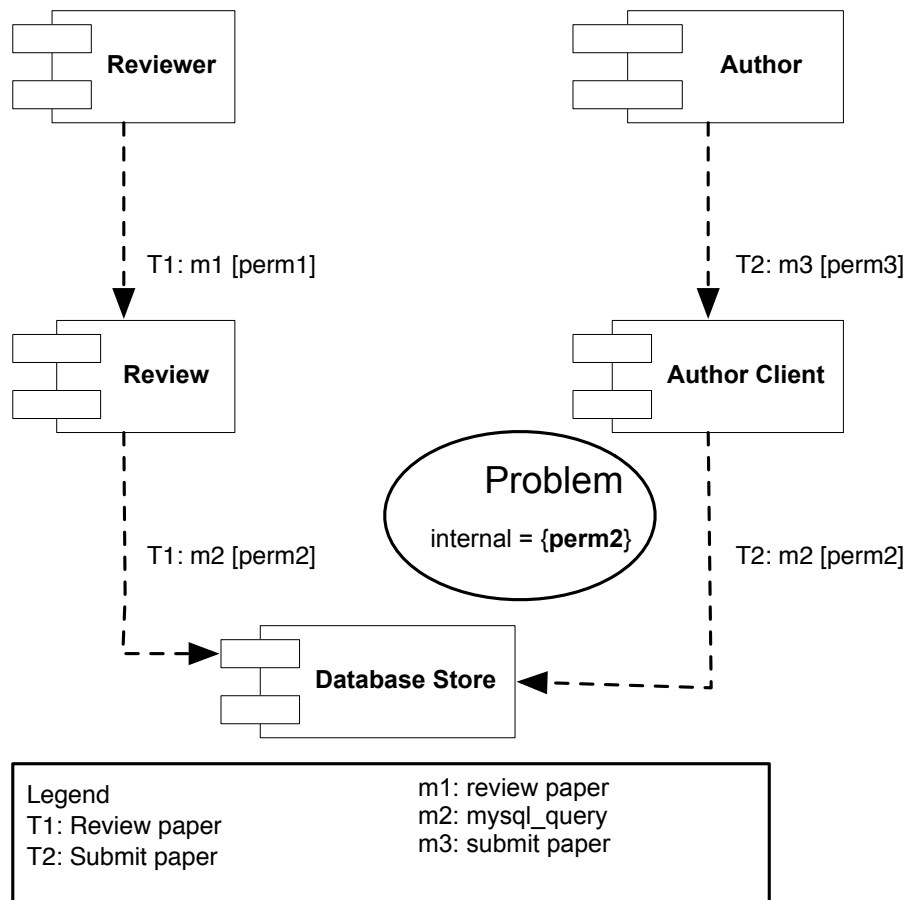 Reviewer
Author
T1: m1 [perm1]
T2: m3 [perm3]
Review
Author Client
Problem
internal = {perm2}
T1: m2 [perm2]
T2: m2 [perm2]
Database Store
Legend
T1: Review paper
T2: Submit paper
m1: review paper
m2: mysql_query
m3: submit paper